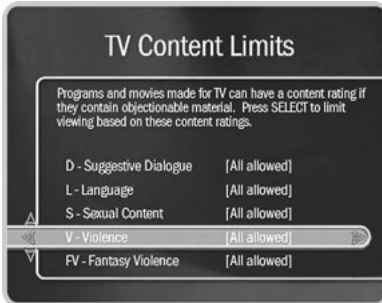 TV Content Limits
Programs and movies made for TV can have a content rating if
they contain objectionable material. Press SELECT to limit
viewing based on these content ratings.
D - Suggestive Dialogue [All allowed]
L - Language [All allowed]
S - Sexual Content [All allowed]
V - Violence [All allowed]
FV - Fantasy Violence [All allowed]